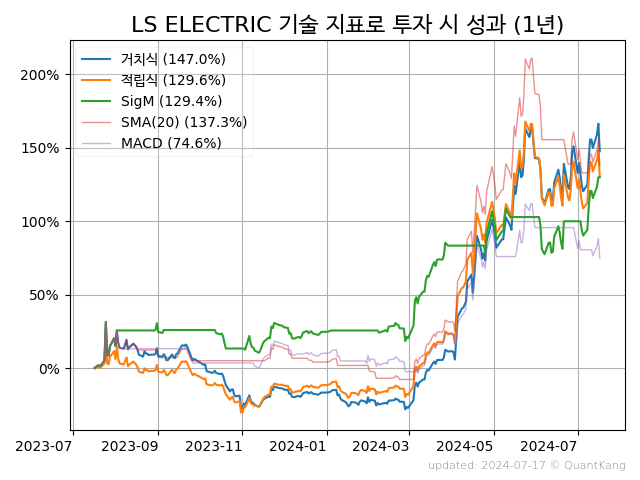 LS ELECTRIC 기술 지표로 투자 시 성과 (1년)
거치식 (147.0%)
적립식 (129.6%)
SigM (129.4%)
SMA(20) (137.3%)
MACD (74.6%)
200%
150%
100%
50%
0%
2023-07 2023-09 2023-11 2024-01 2024-03 2024-05 2024-07
updated: 2024-07-17 © QuantKang